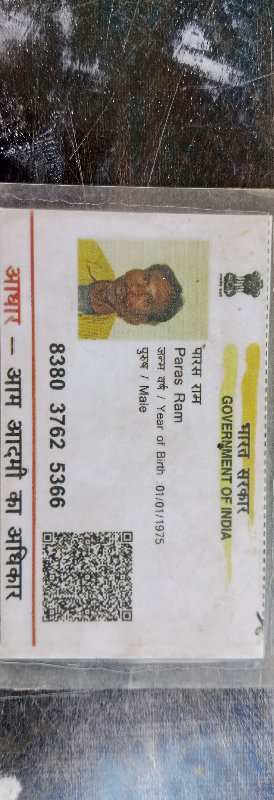 भारत सरकार
GOVERNMENT OF INDIA
पारस राम
Paras Ram
जन्म वर्ष / Year of Birth :01/01/1975
पुरुष / Male
8380 3762 5366
आधार – आम आदमी का अधिकार